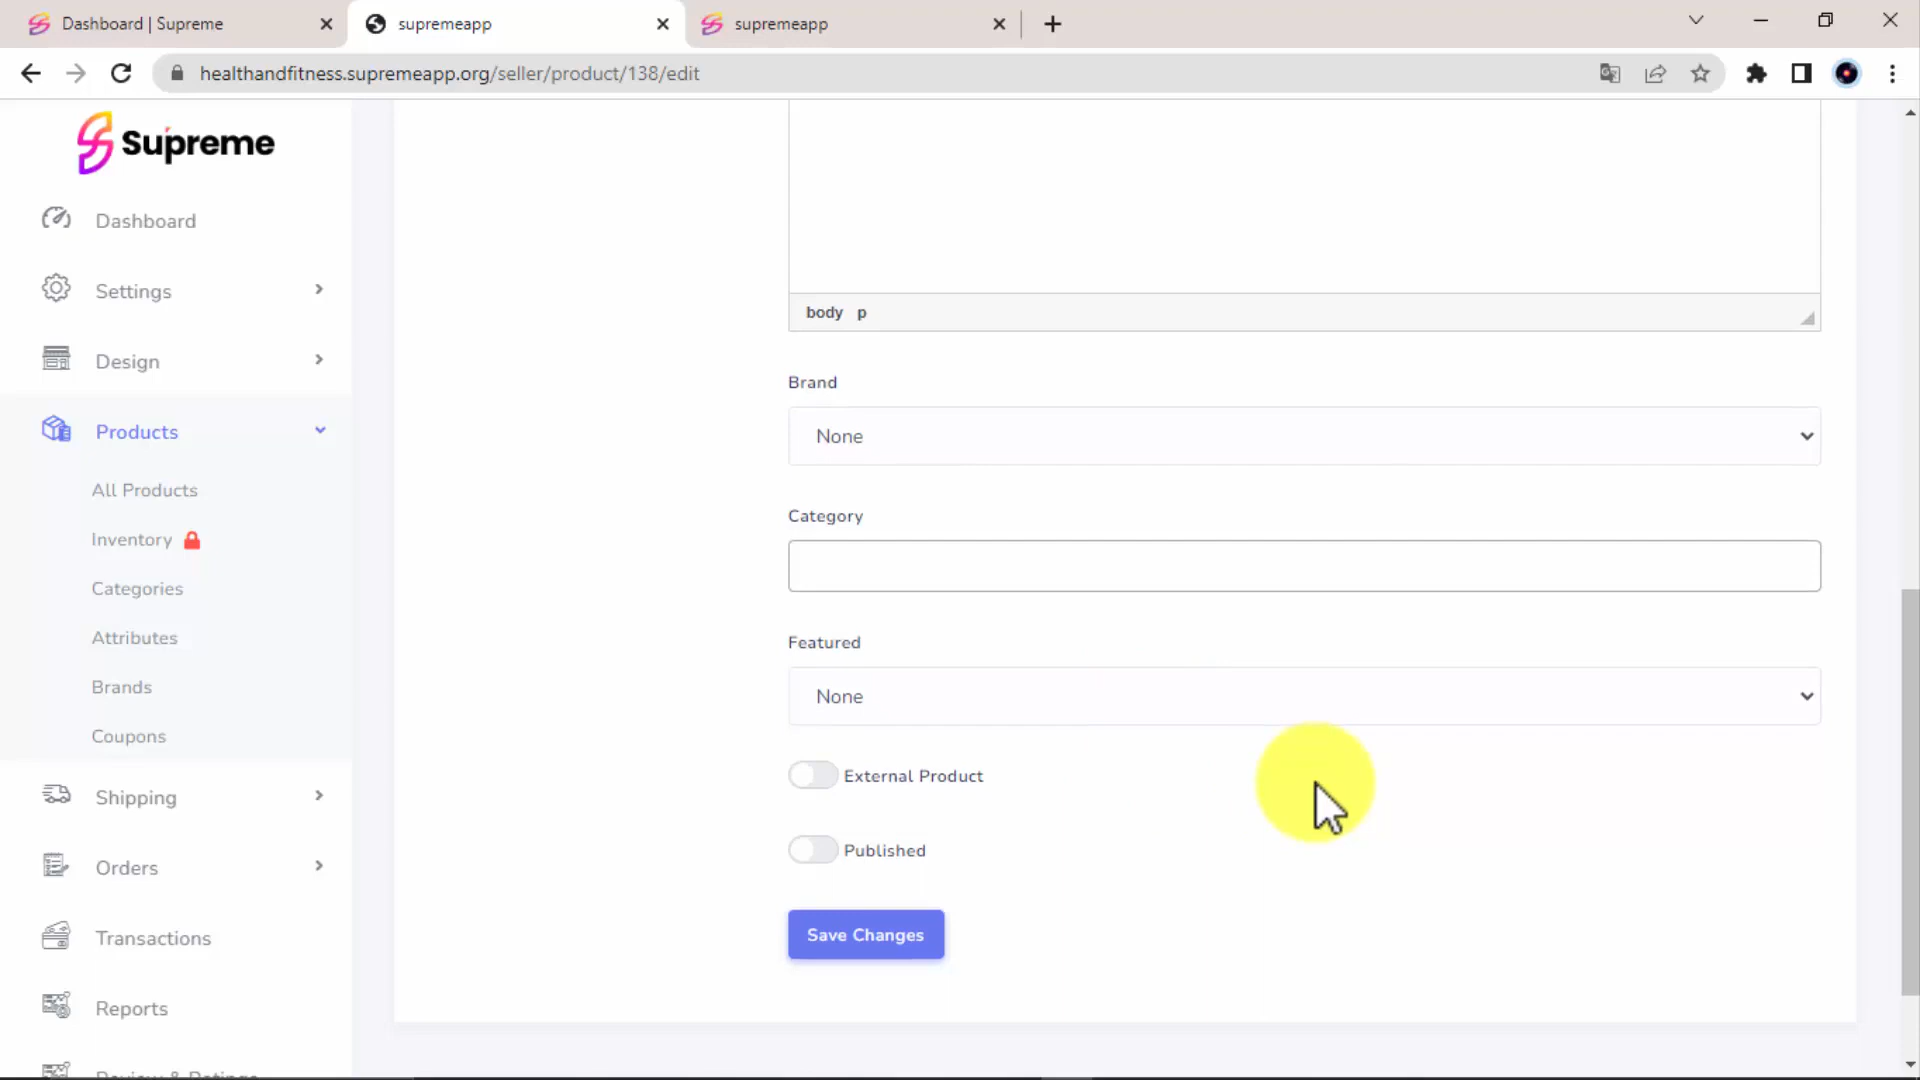 Dashboard | Supreme
supremeapp
supremeapp
healthandfitness.supremeapp.org/seller/product/138/edit
Supreme
Dashboard
Settings
Design
Products
All Products
Inventory
Categories
Attributes
Brands
Coupons
Shipping
Orders
Transactions
Reports
Review & Ratings
body p
Brand
None
Category
Featured
None
External Product
Published
Save Changes